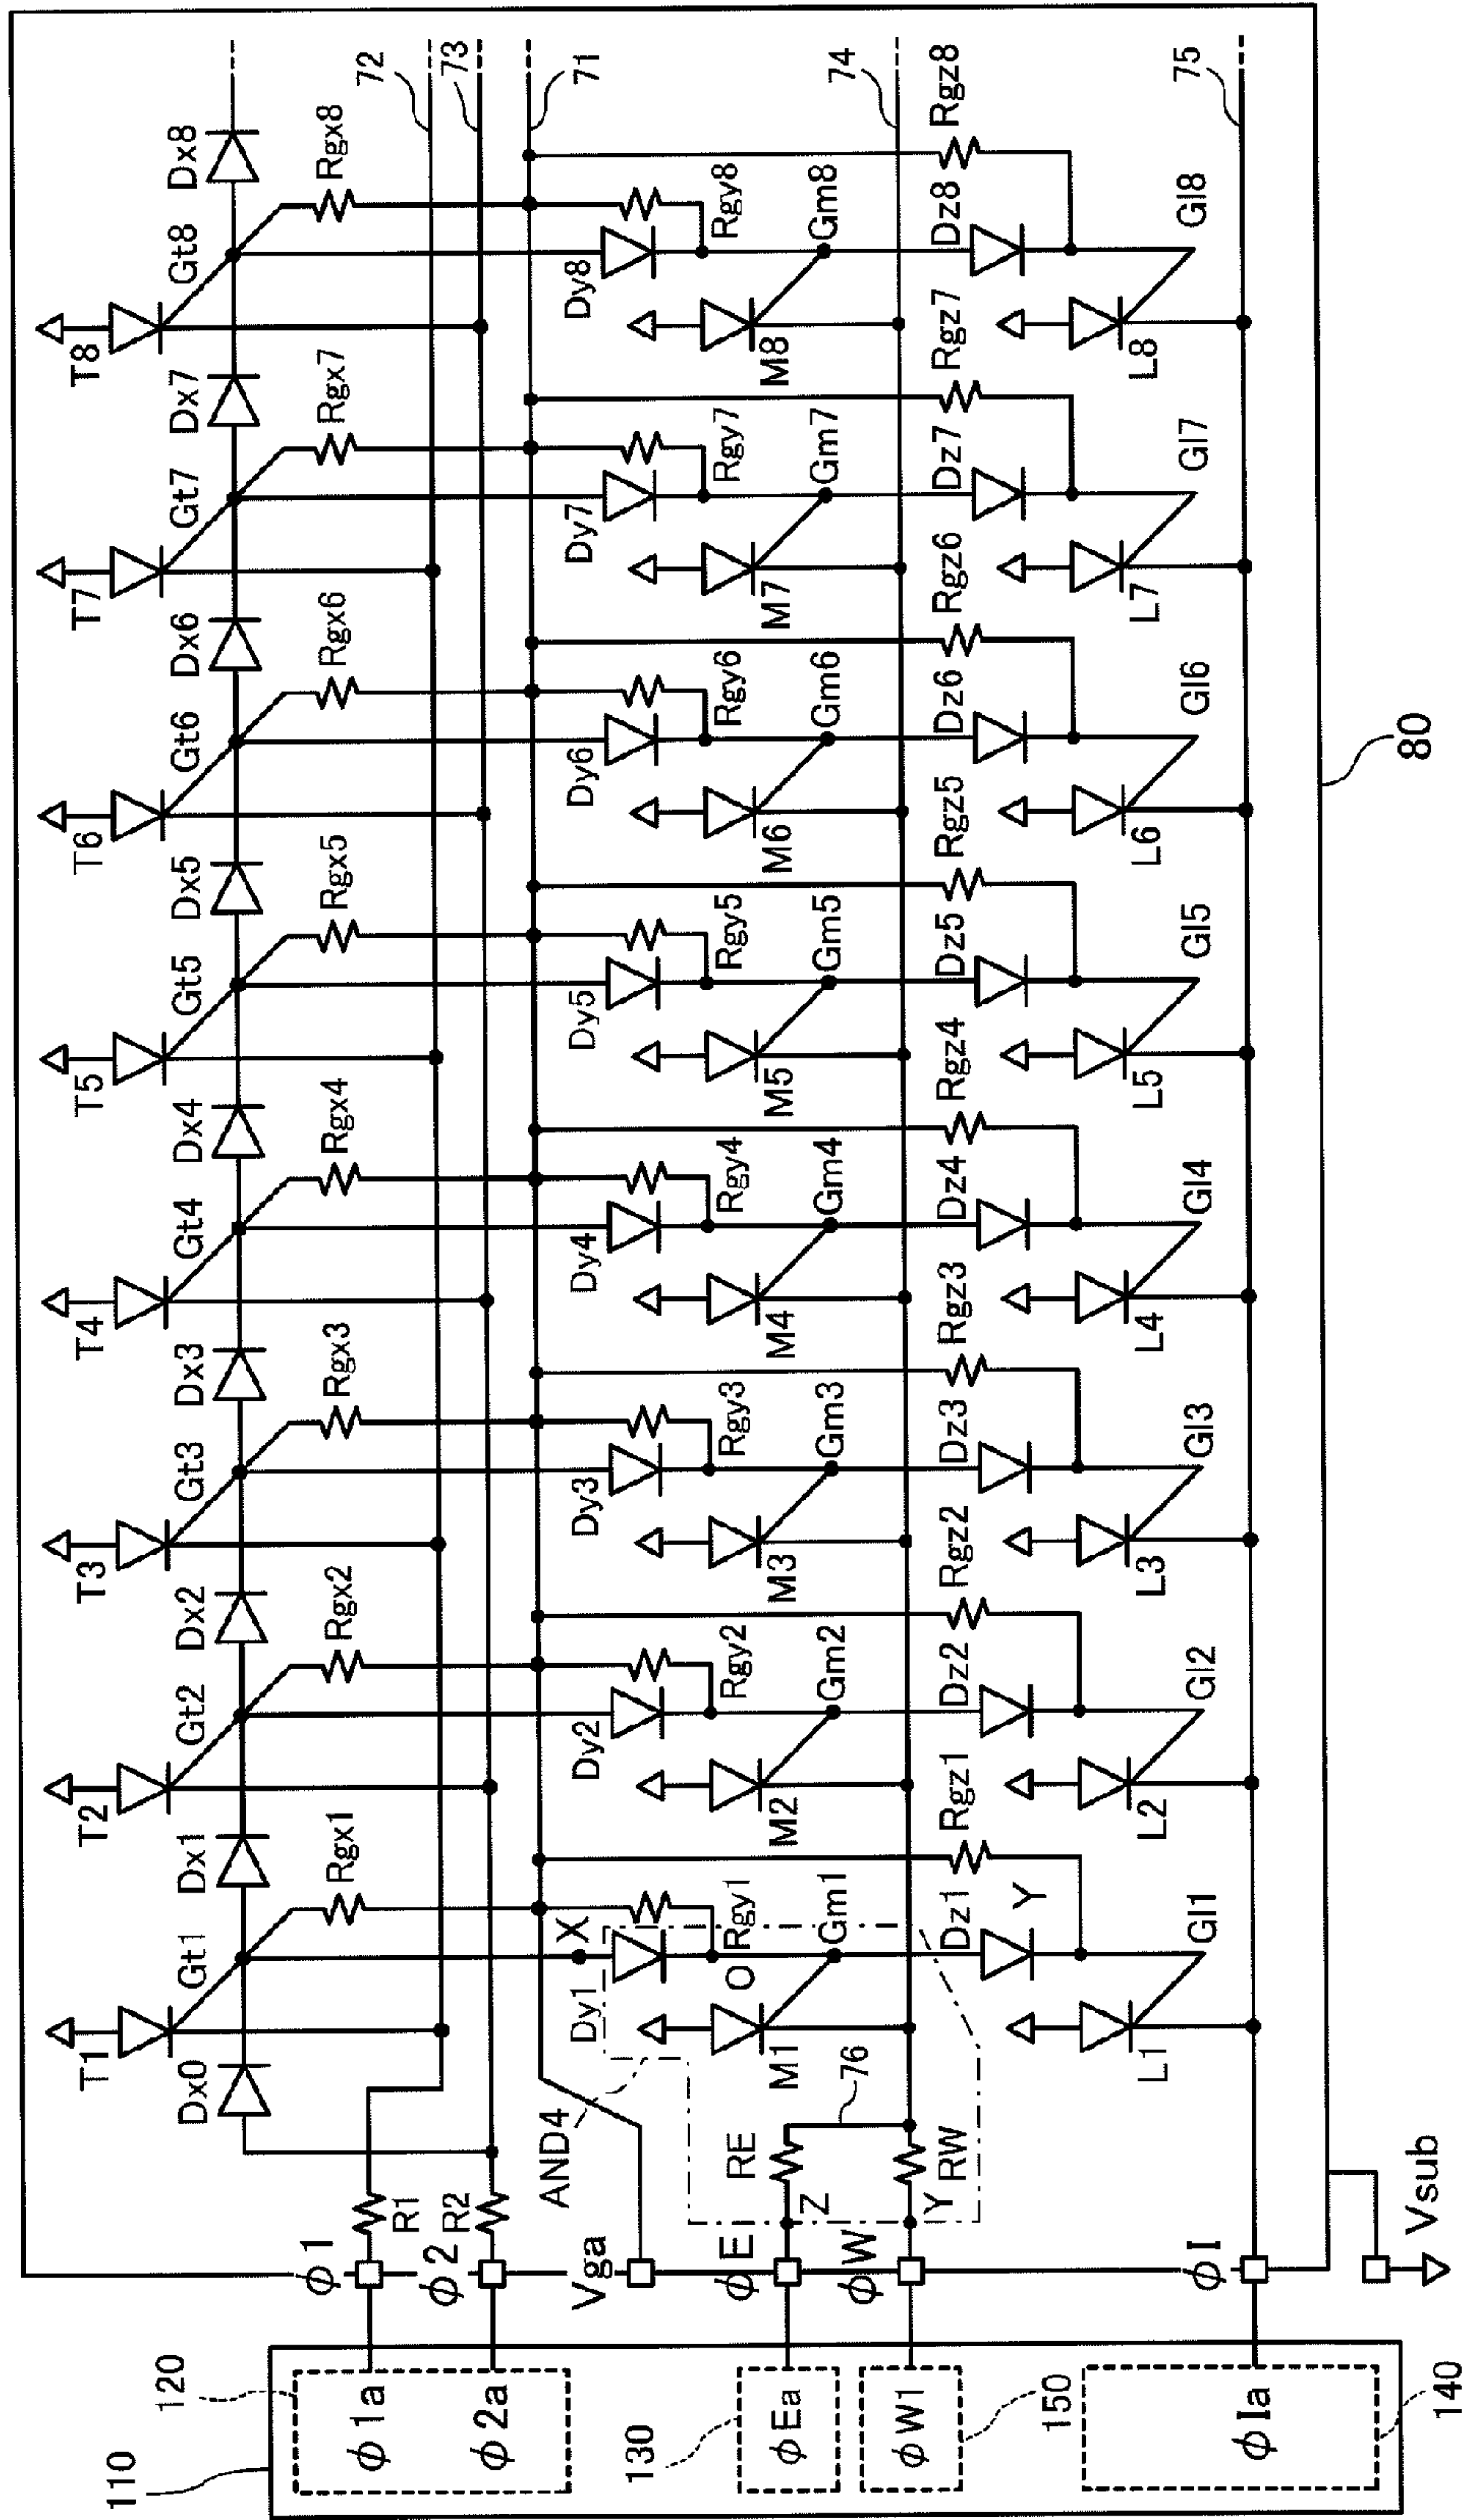 110
120
φ1a
φ2a
130
φEa
φW1
150
φIa
140
φ1
R1
φ2
R2
Vga
φE
φW
φI
Vsub
80
AND4
RE
Z
76
Y
RW
72
73
71
74
75
Dx0
T1
Gt1
Dx1
Rgx1
X
Dy1
Rgy1
O
M1
Gm1
Dz1
Y
Rgz1
L1
Gl1
T2
Gt2
Dx2
Rgx2
Dy2
Rgy2
M2
Gm2
Dz2
Rgz2
L2
Gl2
T3
Gt3
Dx3
Rgx3
Dy3
Rgy3
M3
Gm3
Dz3
Rgz3
L3
Gl3
T4
Gt4
Dx4
Rgx4
Dy4
Rgy4
M4
Gm4
Dz4
Rgz4
L4
Gl4
T5
Gt5
Dx5
Rgx5
Dy5
Rgy5
M5
Gm5
Dz5
Rgz5
L5
Gl5
T6
Gt6
Dx6
Rgx6
Dy6
Rgy6
M6
Gm6
Dz6
Rgz6
L6
Gl6
T7
Gt7
Dx7
Rgx7
Dy7
Rgy7
M7
Gm7
Dz7
Rgz7
L7
Gl7
T8
Gt8
Dx8
Rgx8
Dy8
Rgy8
M8
Gm8
Dz8
Rgz8
L8
Gl8